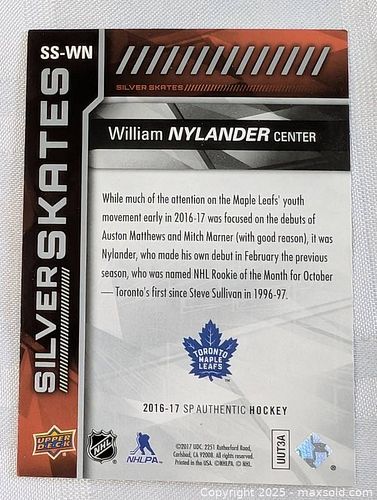 SS-WN
SILVERSKATES
SILVER SKATES
William NYLANDER CENTER
While much of the attention on the Maple Leafs' youth
movement early in 2016-17 was focused on the debuts of
Auston Matthews and Mitch Marner (with good reason), it was
Nylander, who made his own debut in February the previous
season, who was named NHL Rookie of the Month for October
— Toronto's first since Steve Sullivan in 1996-97.
TORONTO
MAPLE
LEAFS
2016-17 SP AUTHENTIC HOCKEY
UPPER
DECK
NHL
NHLPA
©2017 UDC. 2251 Rutherford Road,
Carlsbad, CA 92008. All rights reserved.
Printed in the USA. ©NHLPA. © NHL.
UUT3A
Copyright 2025 - maxsold.com